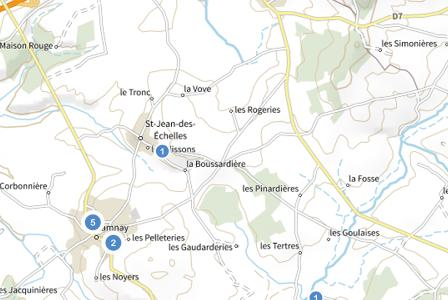 D7
Maison Rouge
les Simonières
le Tronc
la Vove
les Rogeries
St-Jean-des-
Échelles
1
la Boussardière
la Fosse
Corbonnière
les Pinardières
5
2
les Pelleteries
les Goulaises
les Gaudarderies
les Tertres
les Noyers
es Jacquinières
1